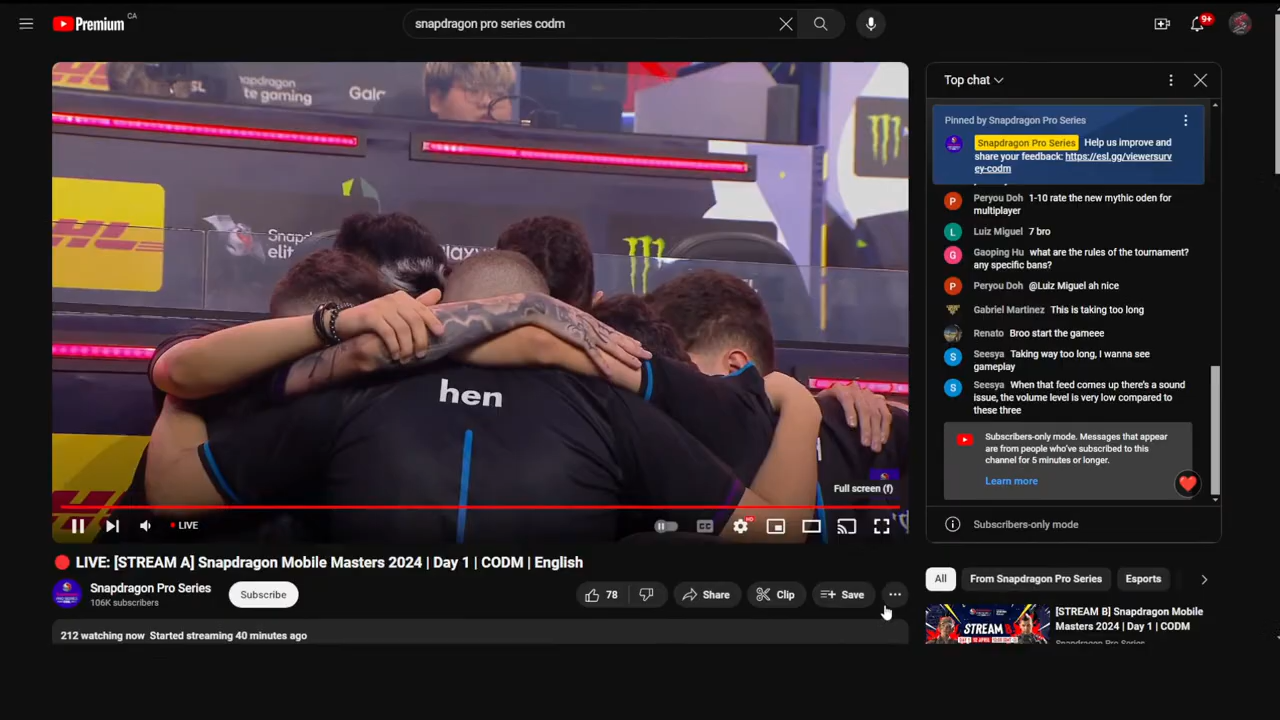 Premium CA
snapdragon pro series codm
9+
Top chat
Pinned by Snapdragon Pro Series
Snapdragon Pro Series Help us improve and
share your feedback: https://esl.gg/viewersurv
ey-codm
Peryou Doh 1-10 rate the new mythic oden for
multiplayer
Luiz Miguel 7 bro
Gaoping Hu what are the rules of the tournament?
any specific bans?
Peryou Doh @Luiz Miguel ah nice
Gabriel Martinez This is taking too long
Renato Broo start the gameee
Seesya Taking way too long, I wanna see
gameplay
Seesya When that feed comes up there's a sound
issue, the volume level is very low compared to
these three
Subscribers-only mode. Messages that appear
are from people who've subscribed to this
channel for 5 minutes or longer.
Learn more
Subscribers-only mode
hen
DHL
Full screen (f)
LIVE
CC
HD
LIVE: [STREAM A] Snapdragon Mobile Masters 2024 | Day 1 | CODM | English
Snapdragon Pro Series
106K subscribers
Subscribe
78
Share
Clip
Save
212 watching now Started streaming 40 minutes ago
All
From Snapdragon Pro Series
Esports
STREAM B
[STREAM B] Snapdragon Mobile
Masters 2024 | Day 1 | CODM
Snapdragon Pro Series